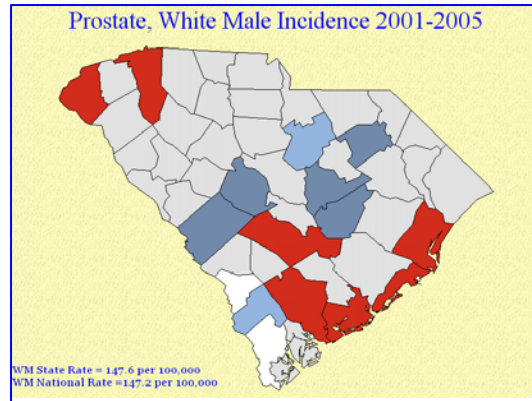 Prostate, White Male Incidence 2001-2005
WM State Rate = 147.6 per 100,000
WM National Rate =147.2 per 100,000